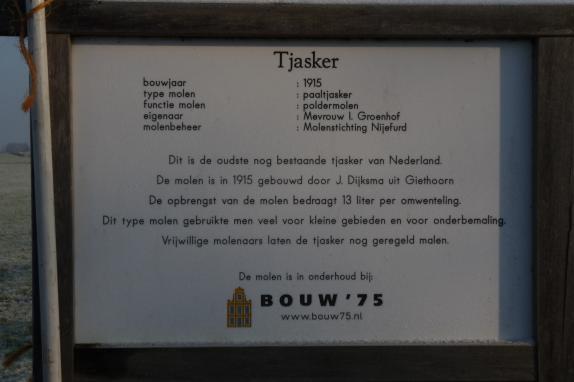 Tjasker
bouwjaar : 1915
type molen : paaltjasker
functie molen : poldermolen
eigenaar : Mevrouw I. Groenhof
molenbeheer : Molenstichting Nijefurd
Dit is de oudste nog bestaande tjasker van Nederland.
De molen is in 1915 gebouwd door J. Dijksma uit Giethoorn
De opbrengst van de molen bedraagt 13 liter per omwenteling.
Dit type molen gebruikte men veel voor kleine gebieden en voor onderbemaling.
Vrijwillige molenaars laten de tjasker nog geregeld malen.
De molen is in onderhoud bij:
BOUW '75
www.bouw75.nl